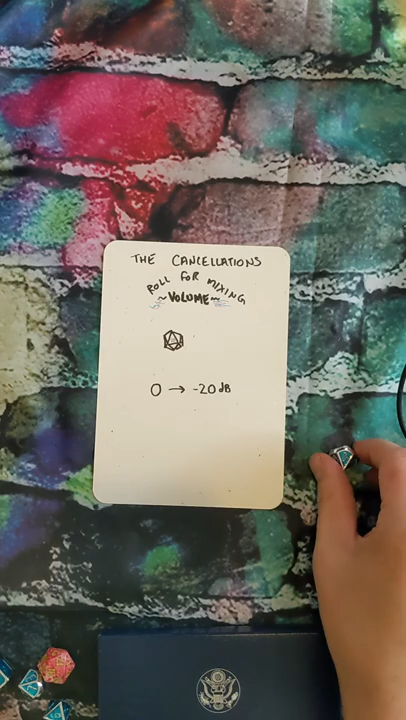 THE CANCELLATIONS
ROLL FOR MIXING
~VOLUME~
0 → -20dB